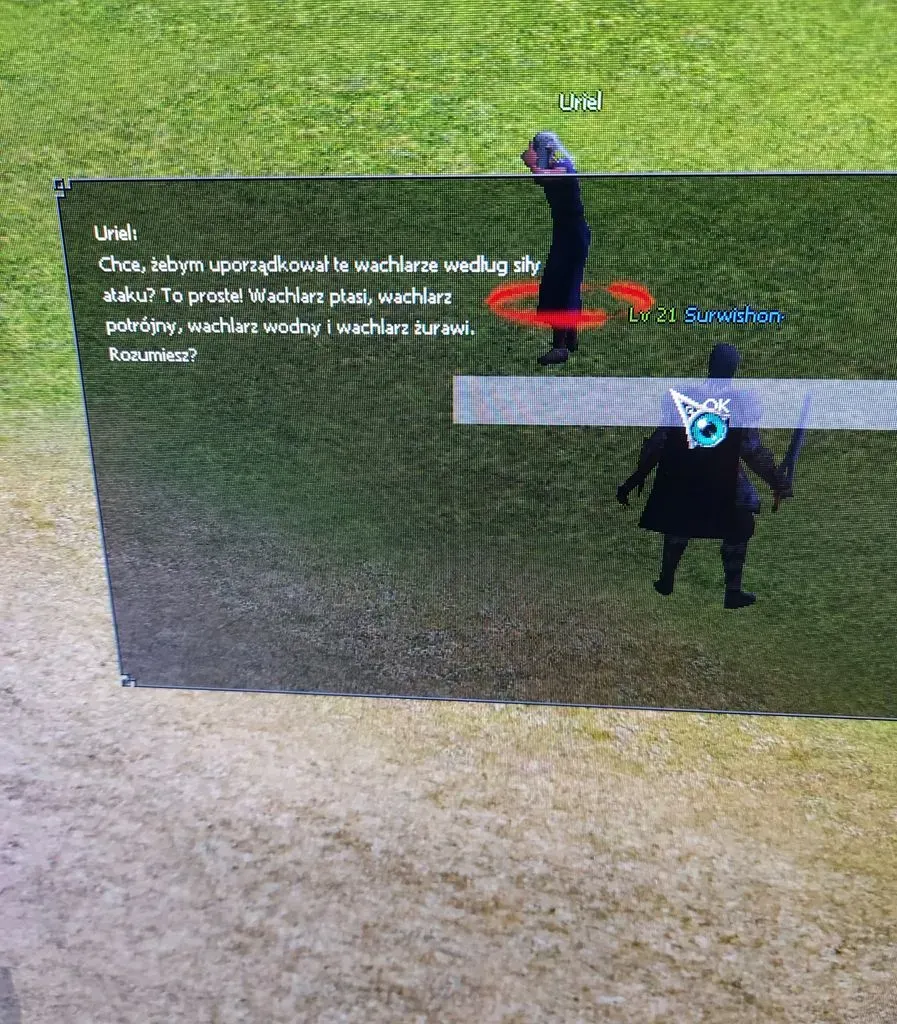 Uriel
Uriel:
Chce, żebym uporządkował te wachlarze według siły
ataku? To proste! Wachlarz ptasi, wachlarz
potrójny, wachlarz wodny i wachlarz żurawi.
Rozumiesz?
Lv 21 Surwishon
OK